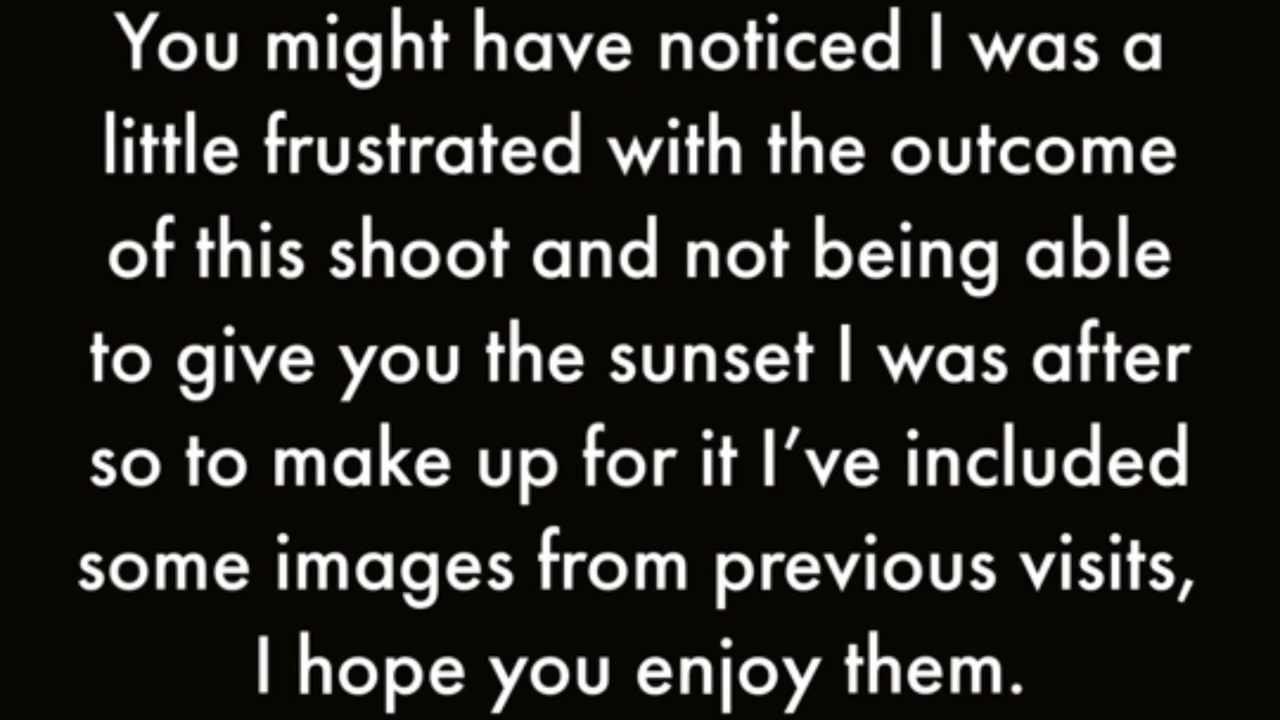 You might have noticed I was a
little frustrated with the outcome
of this shoot and not being able
to give you the sunset I was after
so to make up for it I’ve included
some images from previous visits,
I hope you enjoy them.